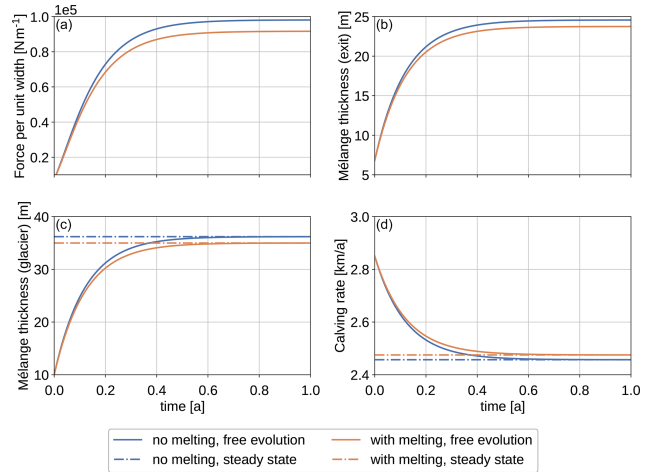 1e5
(a)
1.0
0.8
0.6
0.4
0.2
Force per unit width [N m⁻¹]
(b)
25
20
15
10
5
Mélange thickness (exit) [m]
(c)
40
30
20
10
Mélange thickness (glacier) [m]
0.0 0.2 0.4 0.6 0.8 1.0
time [a]
(d)
3.0
2.8
2.6
2.4
Calving rate [km/a]
0.0 0.2 0.4 0.6 0.8 1.0
time [a]
no melting, free evolution
with melting, free evolution
no melting, steady state
with melting, steady state